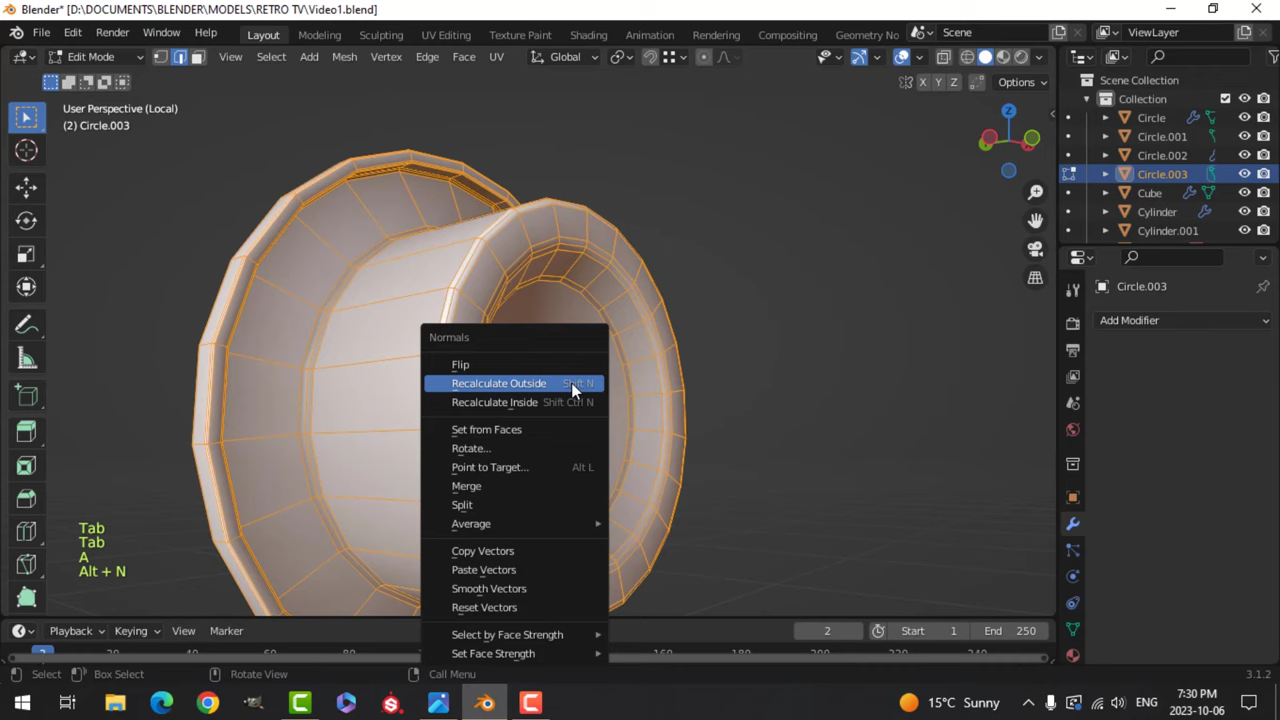 Blender* [D:\DOCUMENTS\BLENDER\MODELS\RETRO TV\Video1.blend]
File Edit Render Window Help Layout Modeling Sculpting UV Editing Texture Paint Shading Animation Rendering Compositing Geometry No Scene ViewLayer
Edit Mode View Select Add Mesh Vertex Edge Face UV Global
X Y Z Options
User Perspective (Local)
(2) Circle.003
Z
Scene Collection
Collection
Circle
Circle.001
Circle.002
Circle.003
Cube
Cylinder
Cylinder.001
Circle.003
Add Modifier
Normals
Flip
Recalculate Outside Shift N
Recalculate Inside Shift Ctrl N
Set from Faces
Rotate...
Point to Target... Alt L
Merge
Split
Average
Copy Vectors
Paste Vectors
Smooth Vectors
Reset Vectors
Select by Face Strength
Set Face Strength
Tab
Tab
A
Alt + N
Playback Keying View Marker 2 Start 1 End 250
Select Box Select Rotate View Call Menu 3.1.2
15°C Sunny ENG 7:30 PM
2023-10-06